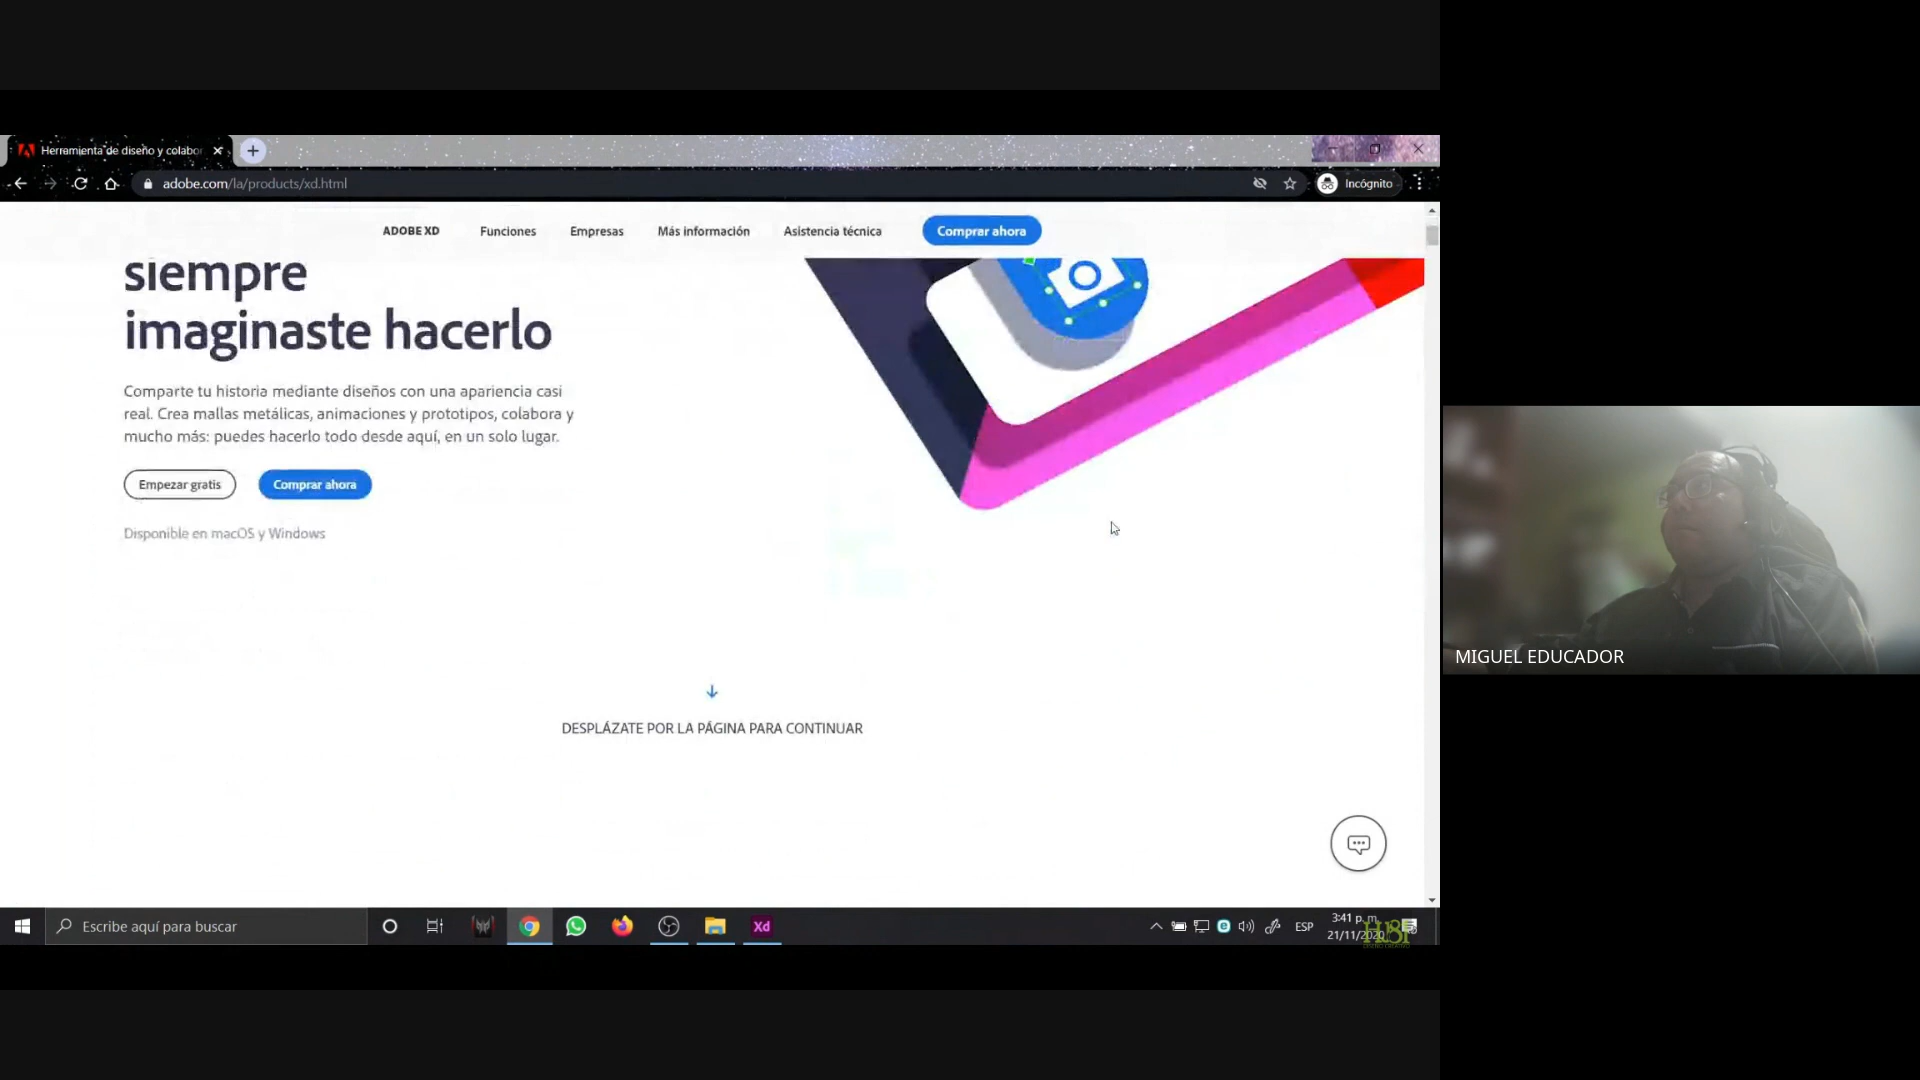 Herramienta de diseño y colabor
adobe.com/la/products/xd.html
Incógnito
ADOBE XD
Funciones
Empresas
Más información
Asistencia técnica
Comprar ahora
siempre
imaginaste hacerlo
Comparte tu historia mediante diseños con una apariencia casi
real. Crea mallas metálicas, animaciones y prototipos, colabora y
mucho más: puedes hacerlo todo desde aquí, en un solo lugar.
Empezar gratis
Comprar ahora
Disponible en macOS y Windows
DESPLÁZATE POR LA PÁGINA PARA CONTINUAR
MIGUEL EDUCADOR
Escribe aquí para buscar
Xd
ESP
3:41 p. m.
21/11/2020